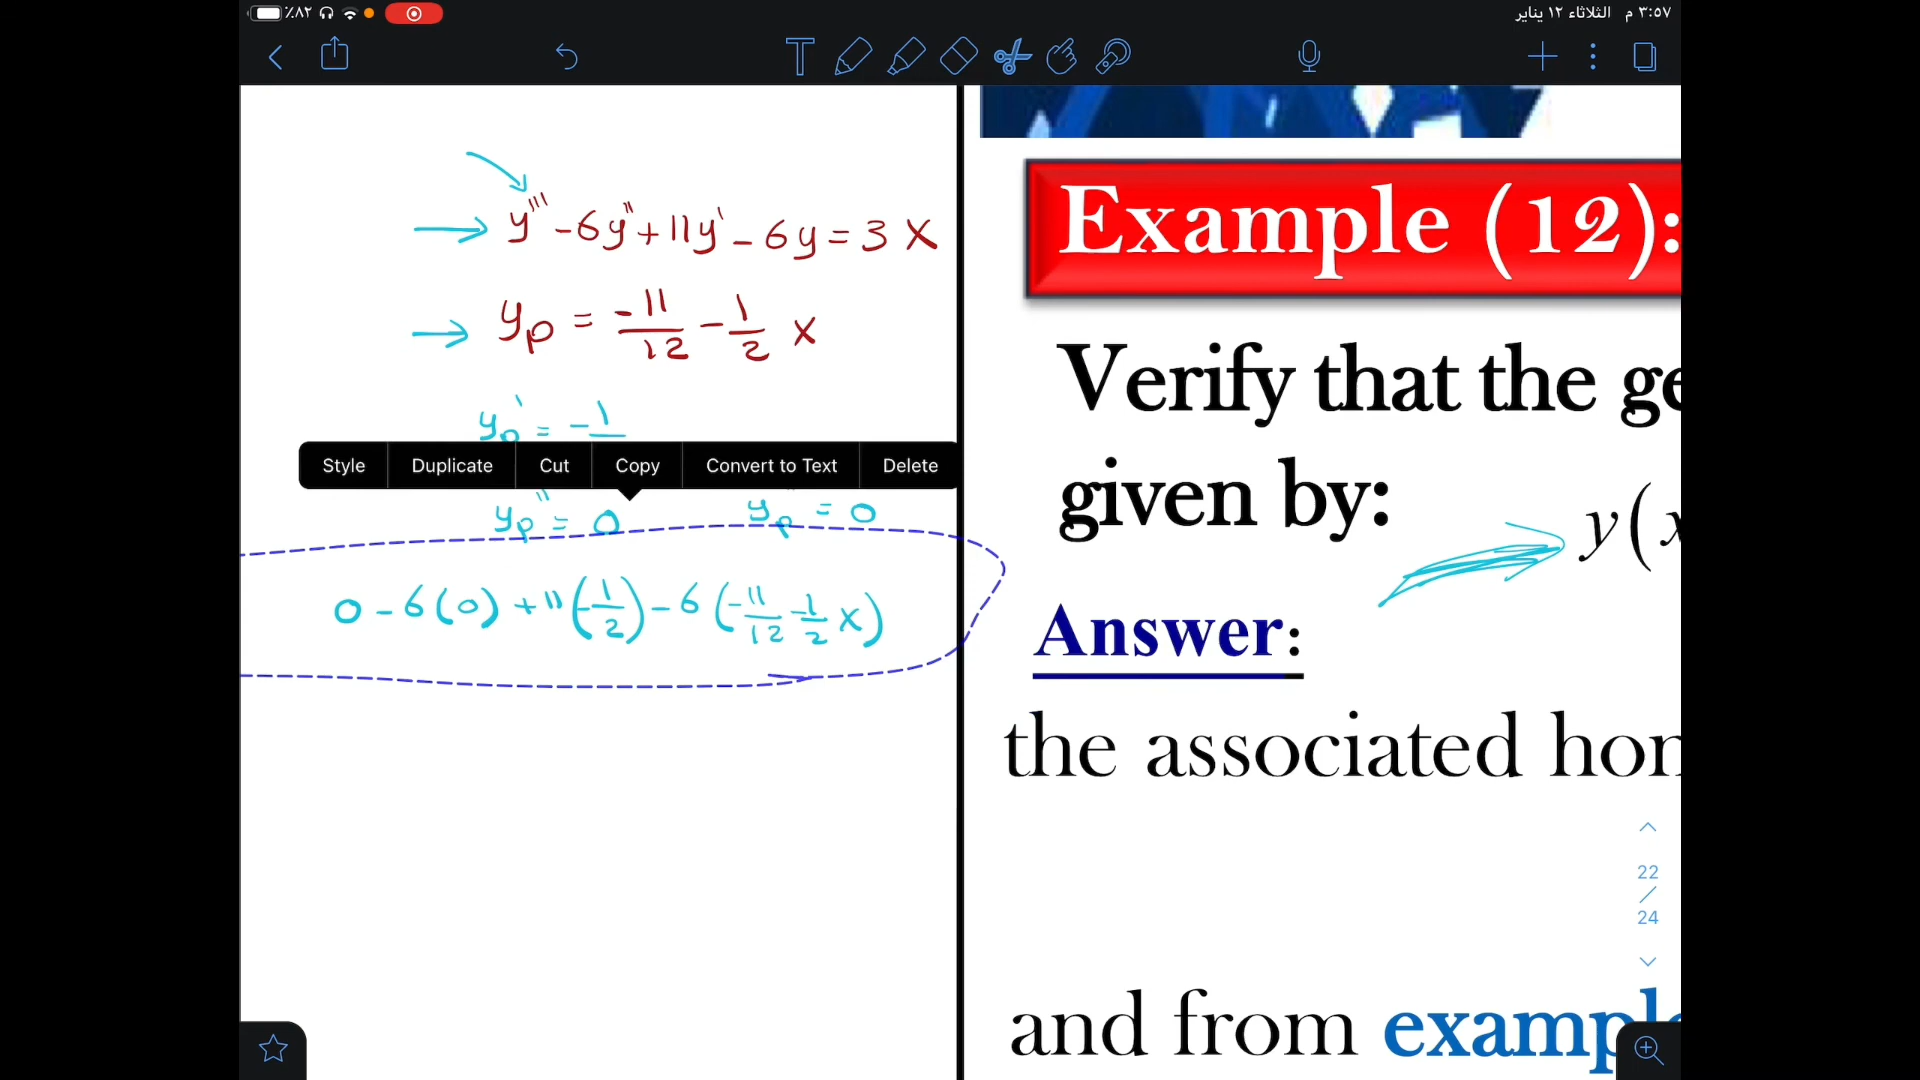 ٪٨٢
٣:٥٧ م الثلاثاء ١٢ يناير
T
y''' - 6y'' + 11y' - 6y = 3x
yp = -11/12 - 1/2 x
yp' = -1
Style Duplicate Cut Copy Convert to Text Delete
yp'' = 0 yp'' = 0
0 - 6(0) + 11(-1/2) - 6(-11/12 - 1/2 x)
Example (12):
Verify that the ge
given by: y(x
Answer:
the associated hon
22
/
24
and from example